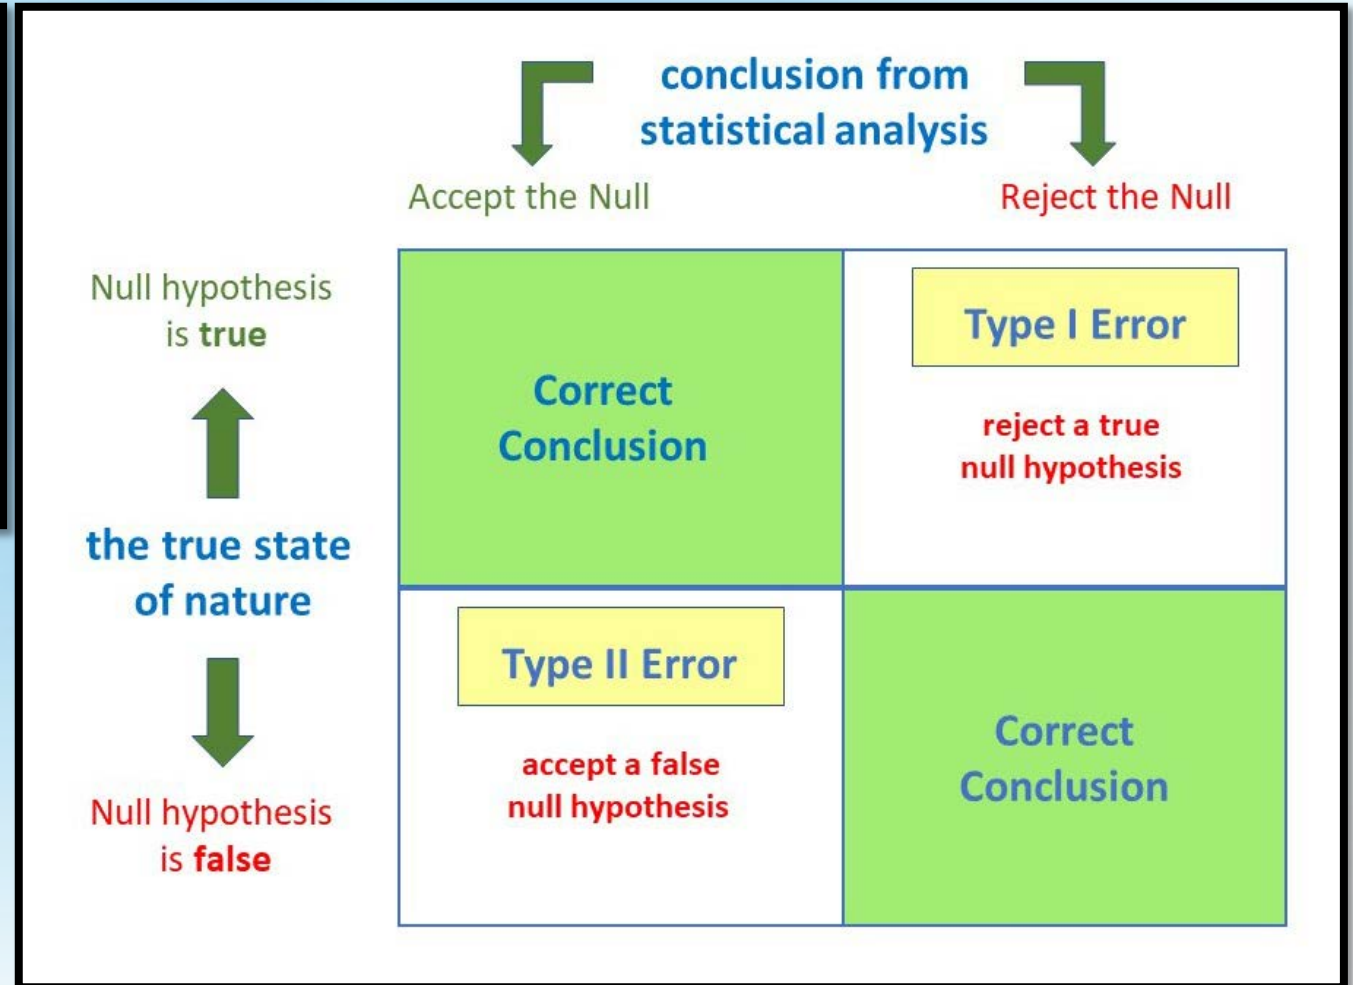 conclusion from
statistical analysis
Accept the Null
Reject the Null
Null hypothesis
is true
Correct
Conclusion
Type I Error
reject a true
null hypothesis
the true state
of nature
Type II Error
accept a false
null hypothesis
Correct
Conclusion
Null hypothesis
is false